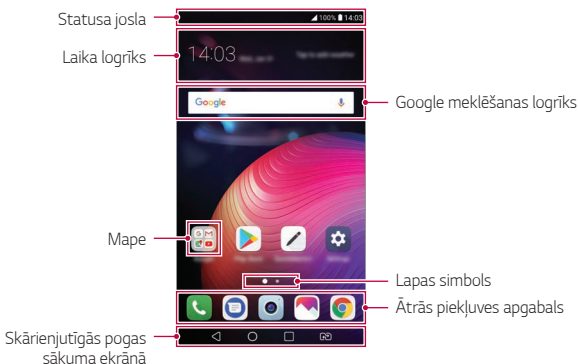 Statusa josla
100% 14:03
Laika logrīks
14:03
Google
Google meklēšanas logrīks
Mape
Lapas simbols
Ātrās piekļuves apgabals
Skārienjutīgās pogas
sākuma ekrānā